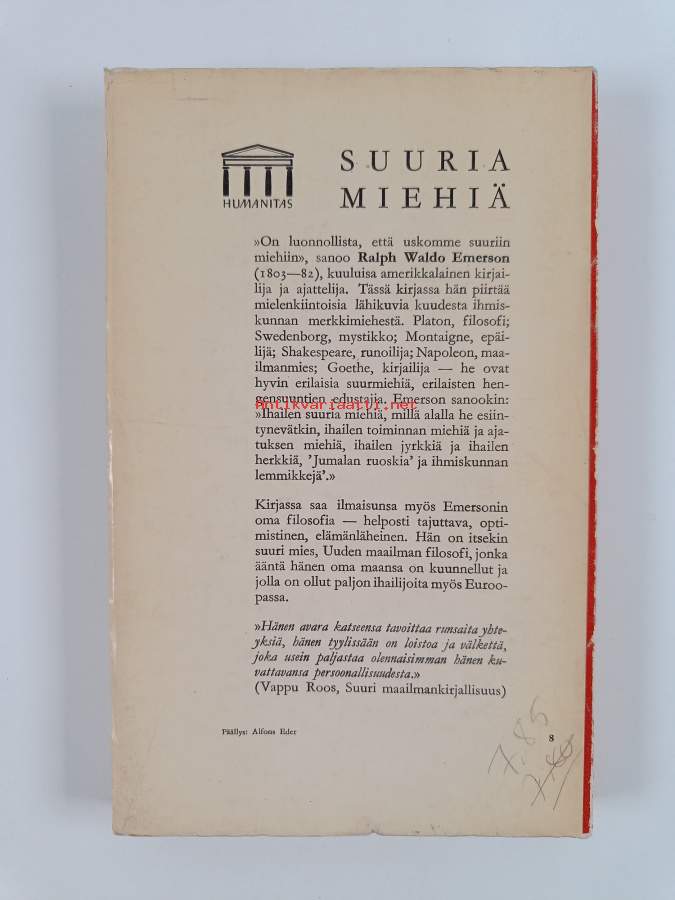 HUMANITAS
SUURIA
MIEHIÄ
»On luonnollista, että uskomme suuriin
miehiin», sanoo Ralph Waldo Emerson
(1803—82), kuuluisa amerikkalainen kirjai-
lija ja ajattelija. Tässä kirjassa hän piirtää
mielenkiintoisia lähikuvia kuudesta ihmis-
kunnan merkkimiehestä. Platon, filosofi;
Swedenborg, mystikko; Montaigne, epäi-
lijä; Shakespeare, runoilija; Napoleon, maa-
ilmanmies; Goethe, kirjailija — he ovat
hyvin erilaisia suurmiehiä, erilaisten hen-
gensuuntien edustajia. Emerson sanookin:
antikvariaatti.net
»Ihailen suuria miehiä, millä alalla he esiin-
tynevätkin, ihailen toiminnan miehiä ja aja-
tuksen miehiä, ihailen jyrkkiä ja ihailen
herkkiä, 'Jumalan ruoskia' ja ihmiskunnan
lemmikkejä'.»
Kirjassa saa ilmaisunsa myös Emersonin
oma filosofia — helposti tajuttava, opti-
mistinen, elämänläheinen. Hän on itsekin
suuri mies, Uuden maailman filosofi, jonka
ääntä hänen oma maansa on kuunnellut ja
jolla on ollut paljon ihailijoita myös Euroo-
passa.
»Hänen avara katseensa tavoittaa runsaita yhte-
yksiä, hänen tyylissään on loistoa ja välkettä,
joka usein paljastaa olennaisimman hänen ku-
vattavansa persoonallisuudesta.»
(Vappu Roos, Suuri maailmankirjallisuus)
Päällys: Alfons Eder
8
7.85